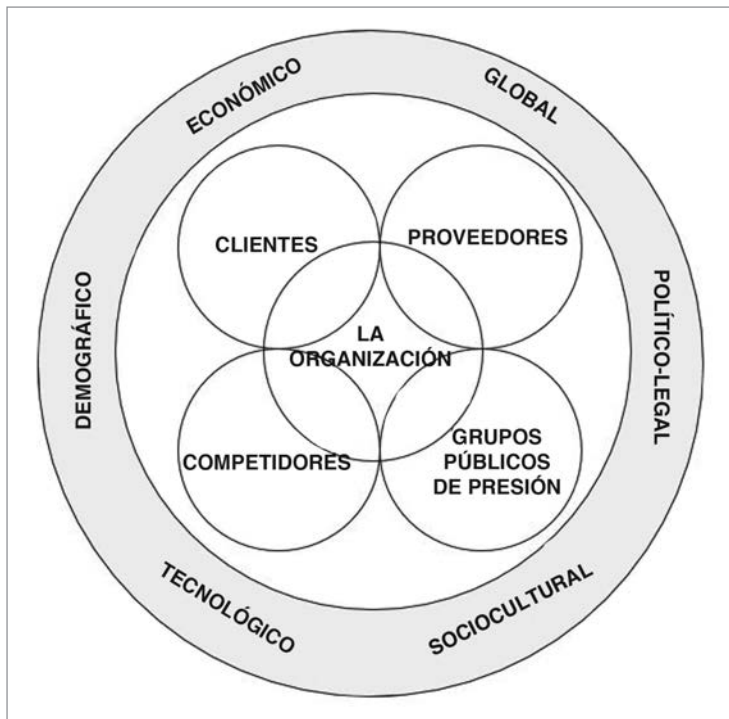 ECONÓMICO
GLOBAL
CLIENTES
PROVEEDORES
DEMOGRÁFICO
POLÍTICO-LEGAL
LA
ORGANIZACIÓN
COMPETIDORES
GRUPOS
PÚBLICOS
DE PRESIÓN
TECNOLÓGICO
SOCIOCULTURAL